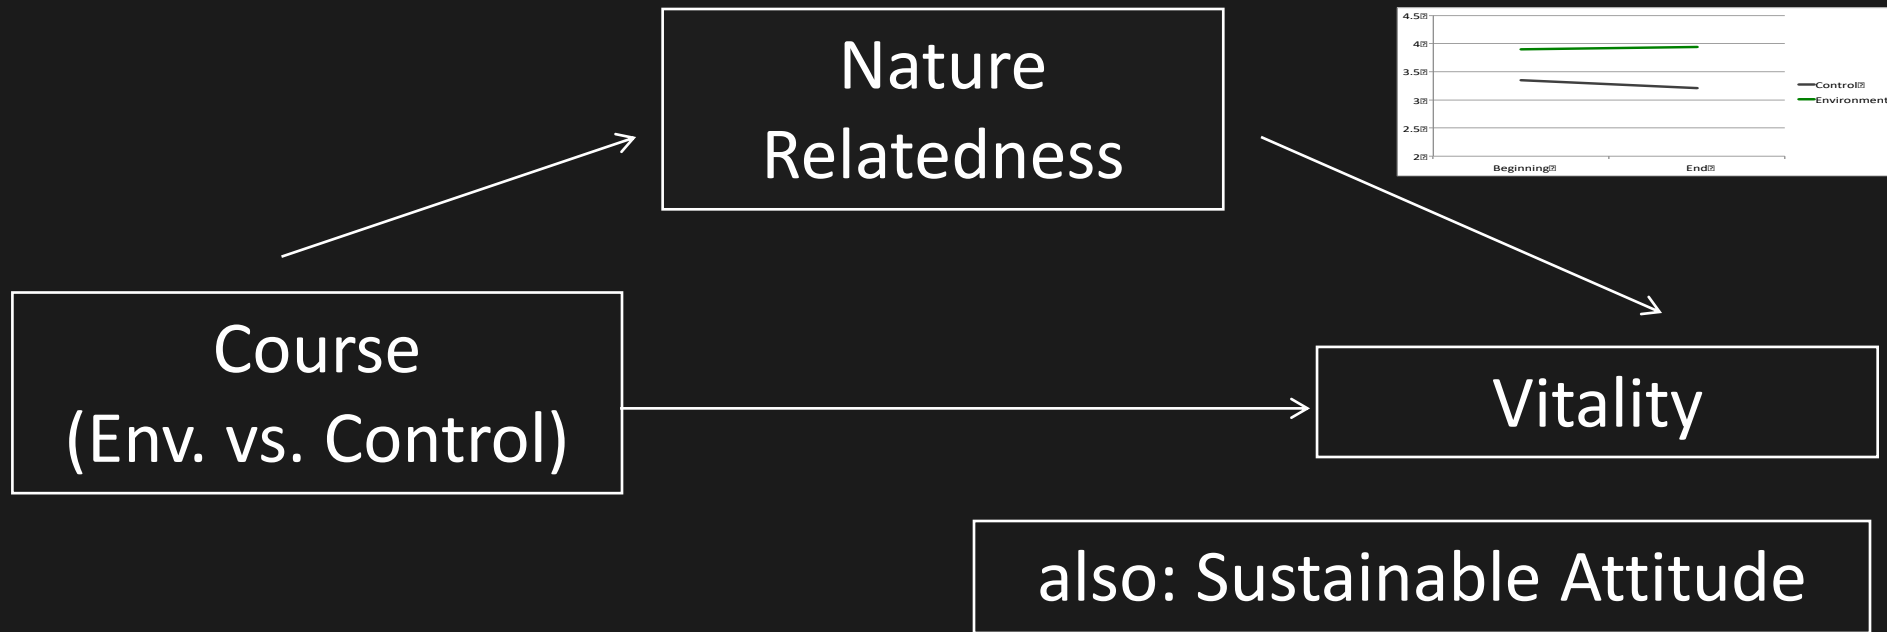 Nature
Relatedness
4.5
4
3.5
3
2.5
2
Beginning
End
Control
Environment
Course
(Env. vs. Control)
Vitality
also: Sustainable Attitude